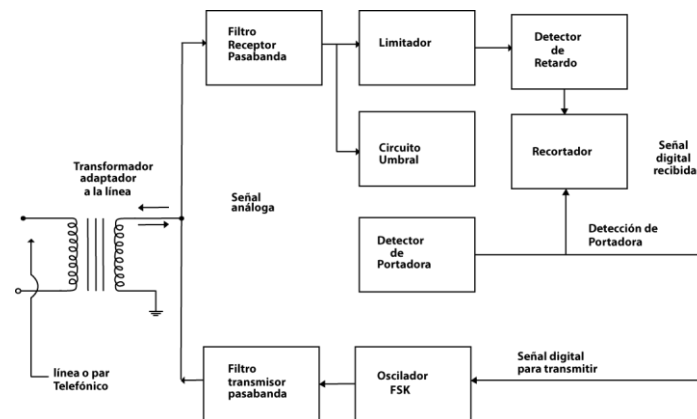 Filtro
Receptor
Pasabanda
Limitador
Detector
de
Retardo
Circuito
Umbral
Recortador
Señal
digital
recibida
Transformador
adaptador
a la línea
Señal
análoga
Detector
de
Portadora
Detección de
Portadora
línea o par
Telefónico
Filtro
transmisor
pasabanda
Oscilador
FSK
Señal digital
para transmitir